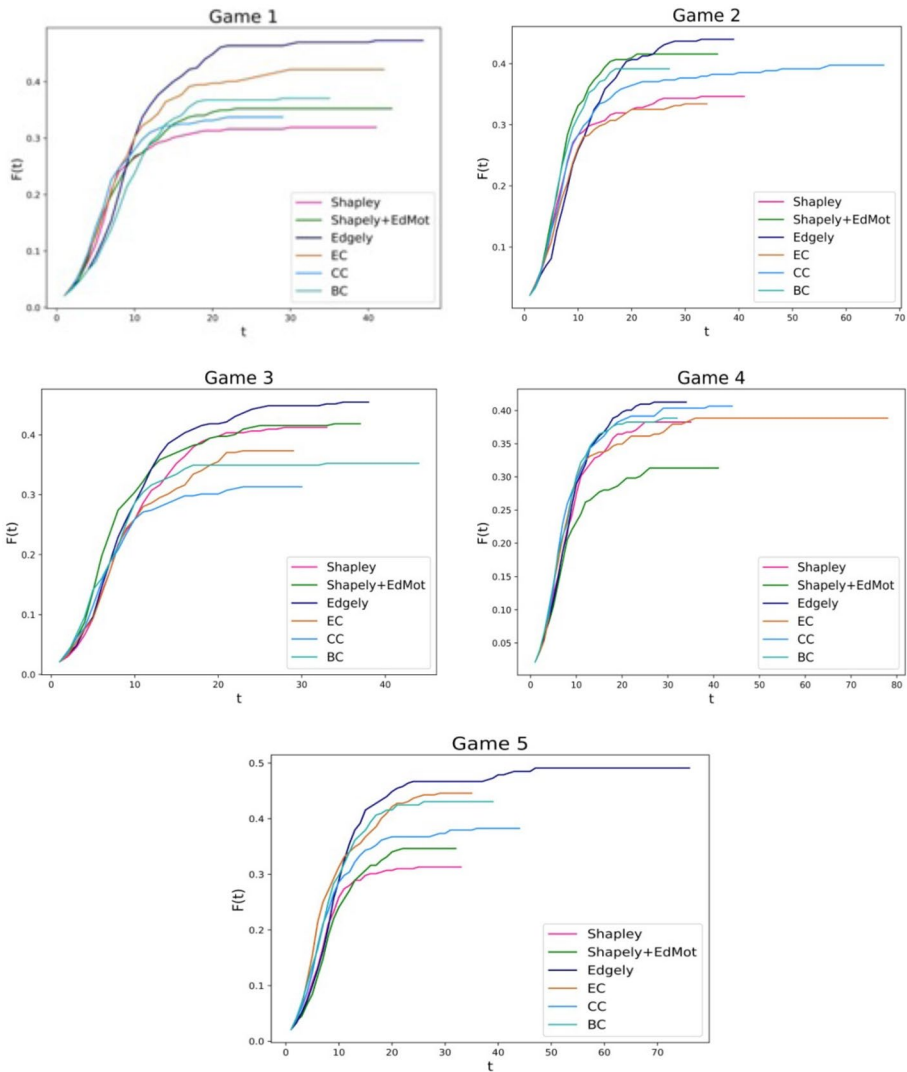 Game 1
F(t)
0.4
0.3
0.2
0.1
0.0
Shapley
Shapely+EdMot
Edgely
EC
CC
BC
0 10 20 30 40
t
Game 2
F(t)
0.4
0.3
0.2
0.1
Shapley
Shapely+EdMot
Edgely
EC
CC
BC
0 10 20 30 40 50 60 70
t
Game 3
F(t)
0.4
0.3
0.2
0.1
0.0
Shapley
Shapely+EdMot
Edgely
EC
CC
BC
0 10 20 30 40
t
Game 4
F(t)
0.40
0.35
0.30
0.25
0.20
0.15
0.10
0.05
Shapley
Shapely+EdMot
Edgely
EC
CC
BC
0 10 20 30 40 50 60 70 80
t
Game 5
F(t)
0.5
0.4
0.3
0.2
0.1
0.0
Shapley
Shapely+EdMot
Edgely
EC
CC
BC
0 10 20 30 40 50 60 70
t